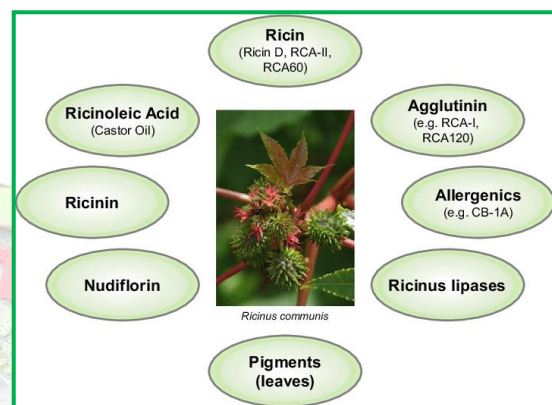 Ricin
(Ricin D, RCA-II,
RCA60)
Ricinoleic Acid
(Castor Oil)
Agglutinin
(e.g. RCA-I,
RCA120)
Ricinin
Allergenics
(e.g. CB-1A)
Nudiflorin
Ricinus lipases
Ricinus communis
Pigments
(leaves)